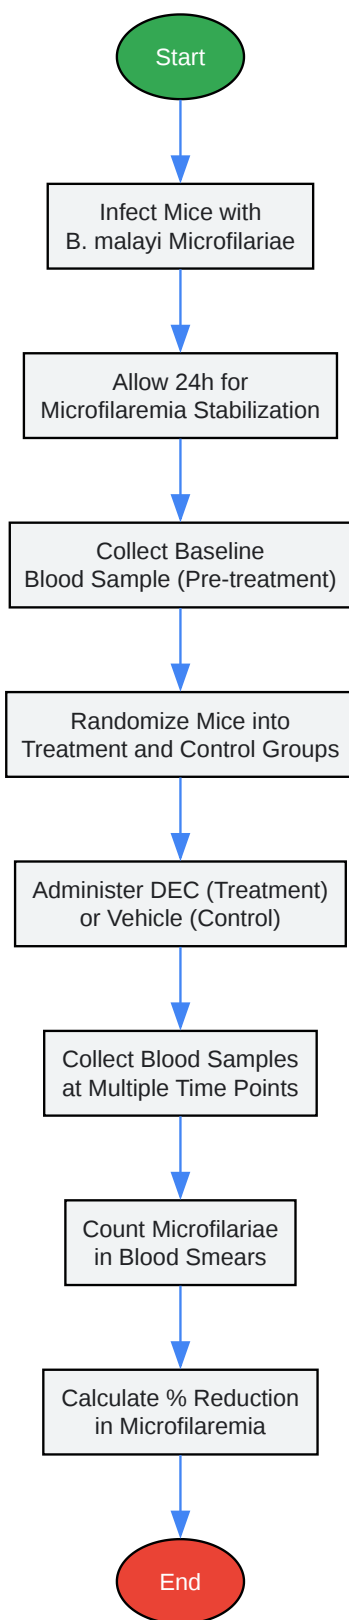 Start
Infect Mice with
B. malayi Microfilariae
Allow 24h for
Microfilaremia Stabilization
Collect Baseline
Blood Sample (Pre-treatment)
Randomize Mice into
Treatment and Control Groups
Administer DEC (Treatment)
or Vehicle (Control)
Collect Blood Samples
at Multiple Time Points
Count Microfilariae
in Blood Smears
Calculate % Reduction
in Microfilaremia
End